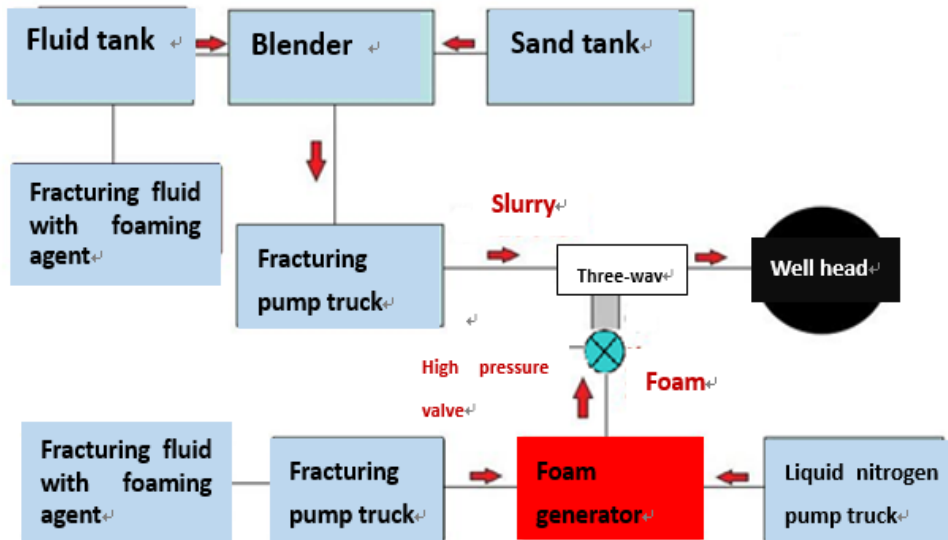 Fluid tank
Blender
Sand tank
Fracturing fluid
with foaming
agent
Slurry
Fracturing
pump truck
Three-wav
Well head
High pressure
valve
Foam
Fracturing fluid
with foaming
agent
Fracturing
pump truck
Foam
generator
Liquid nitrogen
pump truck